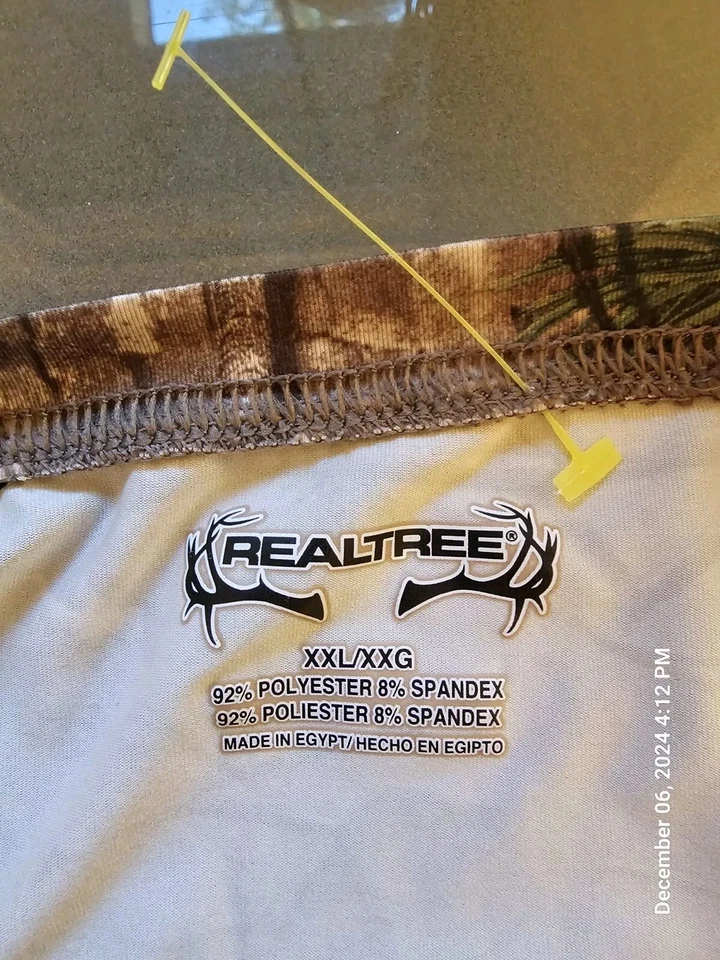 REALTREE®
XXL/XXG
92% POLYESTER 8% SPANDEX
92% POLIESTER 8% SPANDEX
MADE IN EGYPT/ HECHO EN EGIPTO
December 06, 2024 4:12 PM